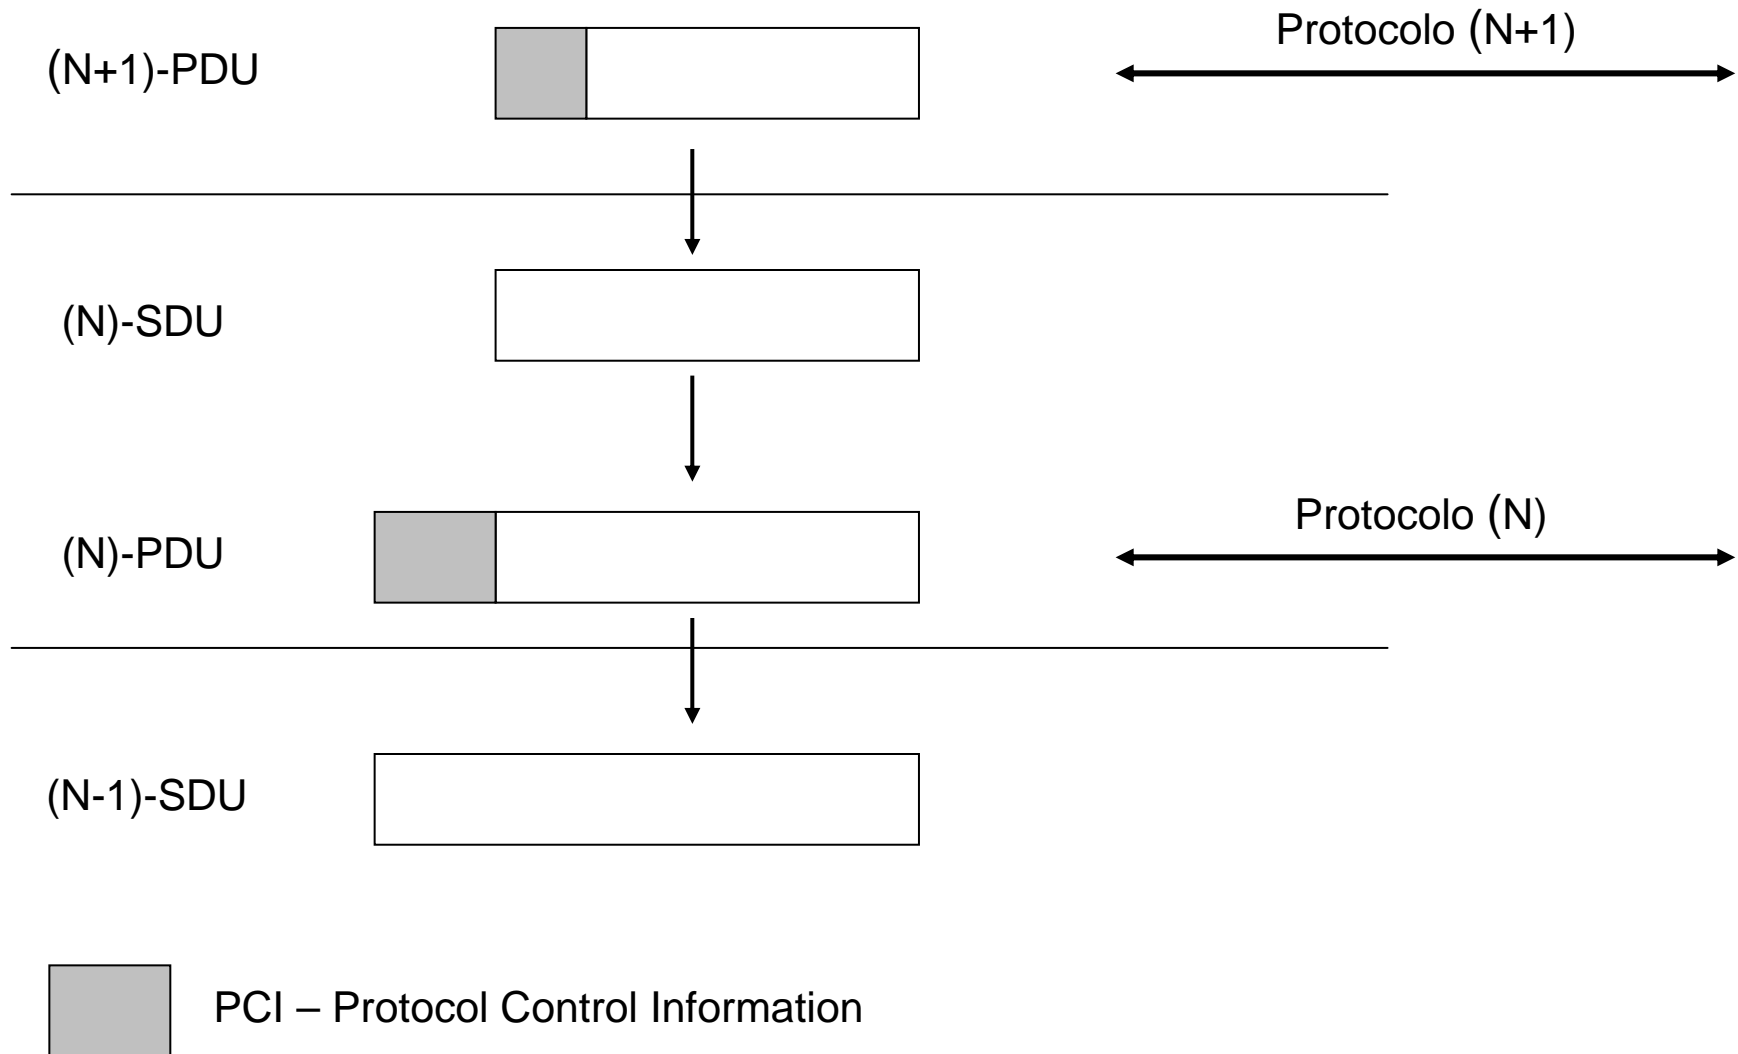 Protocolo (N+1)
(N+1)-PDU
(N)-SDU
Protocolo (N)
(N)-PDU
(N-1)-SDU
PCI – Protocol Control Information